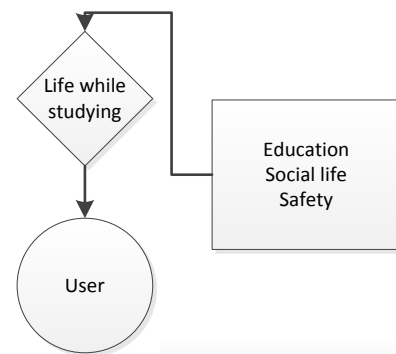 Life while
studying
Education
Social life
Safety
User